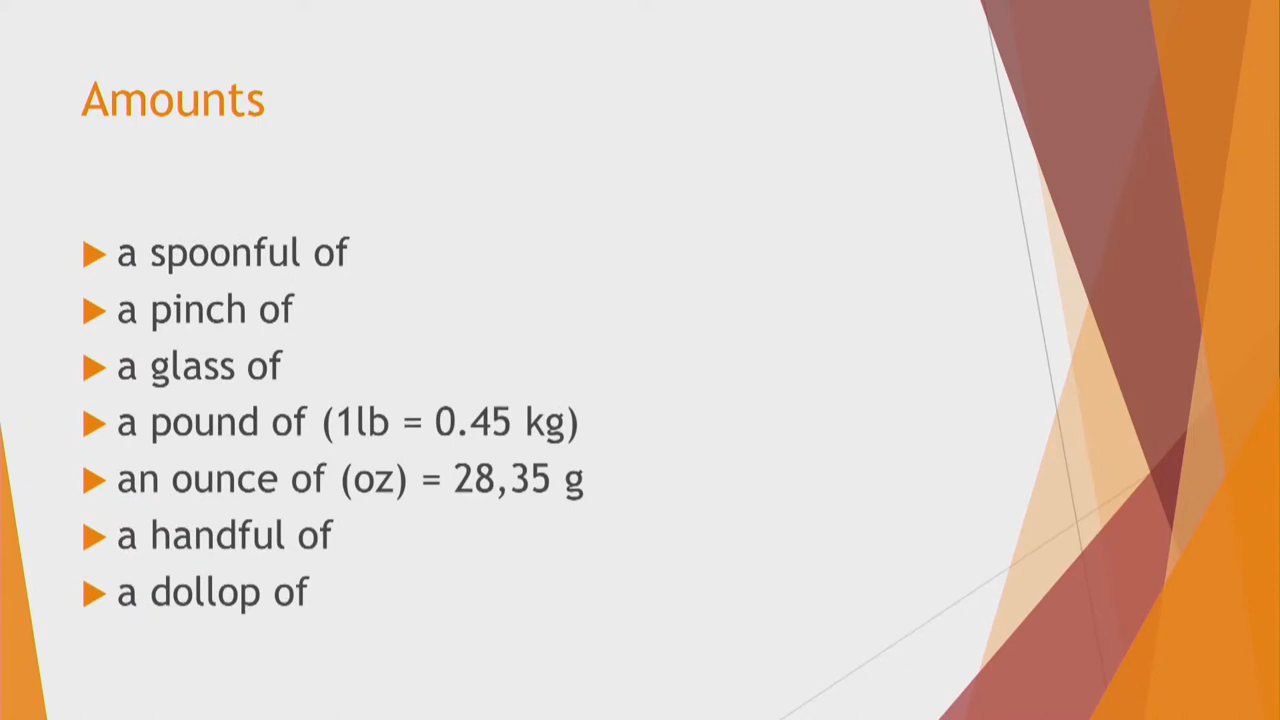 Amounts
a spoonful of
a pinch of
a glass of
a pound of (1lb = 0.45 kg)
an ounce of (oz) = 28,35 g
a handful of
a dollop of